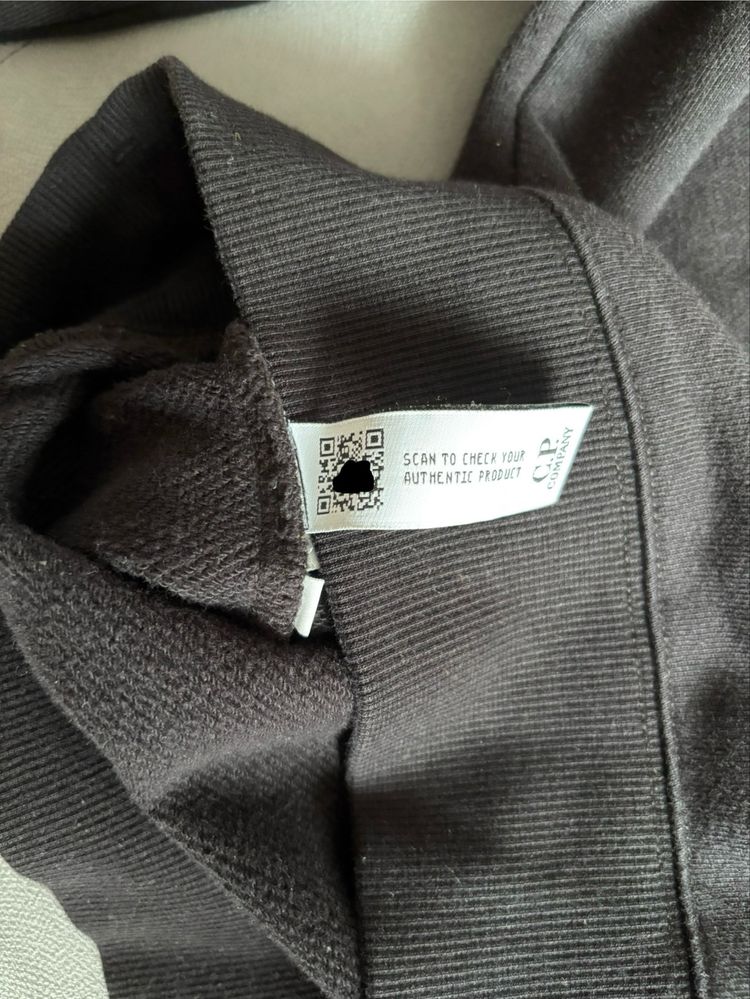 SCAN TO CHECK YOUR
AUTHENTIC PRODUCT
C.P.
COMPANY